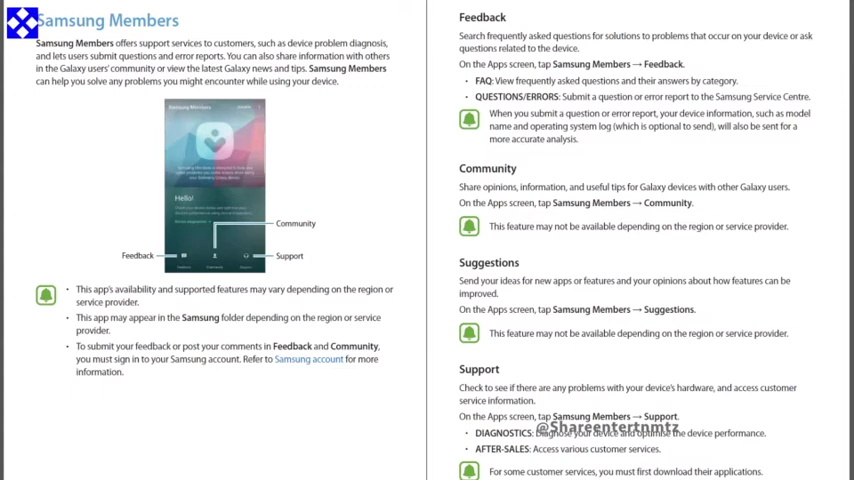 Samsung Members
Samsung Members offers support services to customers, such as device problem diagnosis,
and lets users submit questions and error reports. You can also share information with others
in the Galaxy users' community or view the latest Galaxy news and tips. Samsung Members
can help you solve any problems you might encounter while using your device.
Samsung Members
Hello!
Community
Feedback
Support
• This app's availability and supported features may vary depending on the region or
service provider.
• This app may appear in the Samsung folder depending on the region or service
provider.
• To submit your feedback or post your comments in Feedback and Community,
you must sign in to your Samsung account. Refer to Samsung account for more
information.
Feedback
Search frequently asked questions for solutions to problems that occur on your device or ask
questions related to the device.
On the Apps screen, tap Samsung Members → Feedback.
• FAQ: View frequently asked questions and their answers by category.
• QUESTIONS/ERRORS: Submit a question or error report to the Samsung Service Centre.
When you submit a question or error report, your device information, such as model
name and operating system log (which is optional to send), will also be sent for a
more accurate analysis.
Community
Share opinions, information, and useful tips for Galaxy devices with other Galaxy users.
On the Apps screen, tap Samsung Members → Community.
This feature may not be available depending on the region or service provider.
Suggestions
Send your ideas for new apps or features and your opinions about how features can be
improved.
On the Apps screen, tap Samsung Members → Suggestions.
This feature may not be available depending on the region or service provider.
Support
Check to see if there are any problems with your device's hardware, and access customer
service information.
On the Apps screen, tap Samsung Members → Support.
@Shareentertnmtz
• DIAGNOSTICS: Diagnose your device and optimise the device performance.
• AFTER-SALES: Access various customer services.
For some customer services, you must first download their applications.